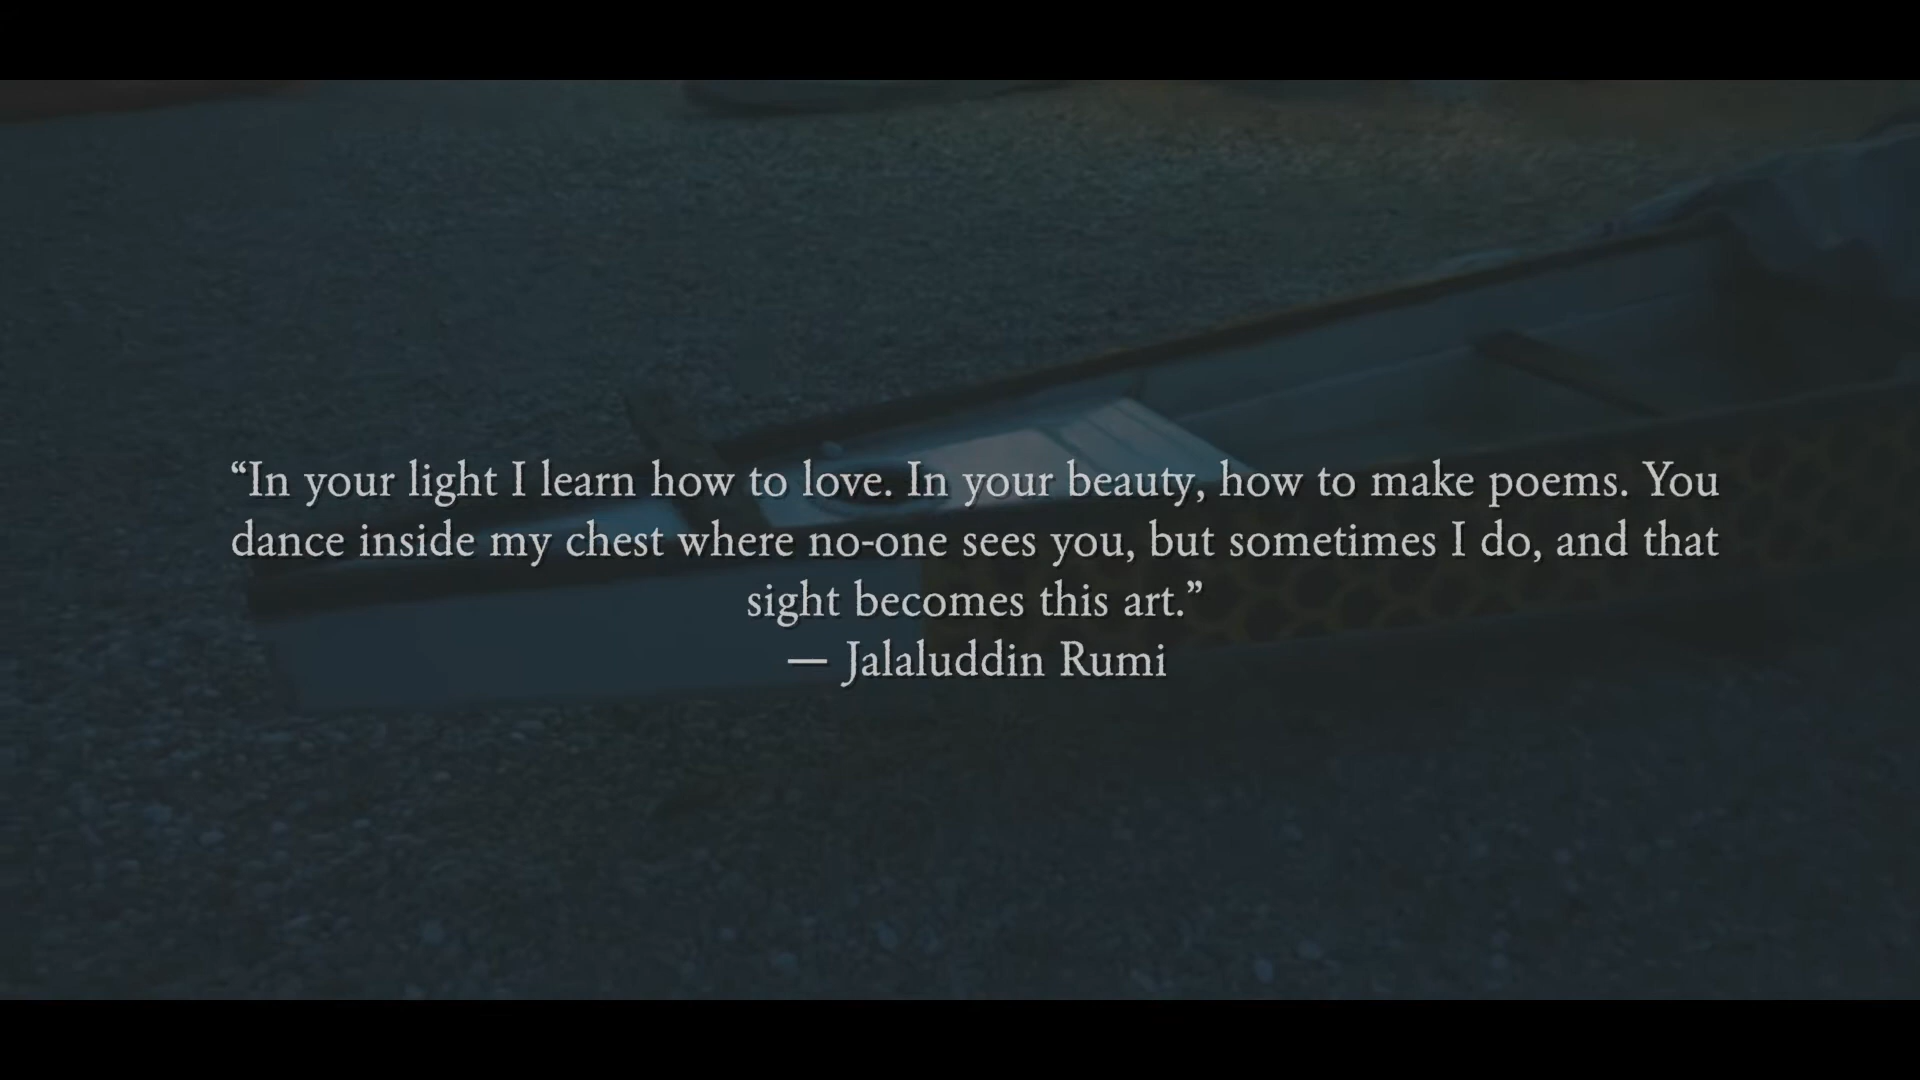 “In your light I learn how to love. In your beauty, how to make poems. You
dance inside my chest where no-one sees you, but sometimes I do, and that
sight becomes this art.”
— Jalaluddin Rumi